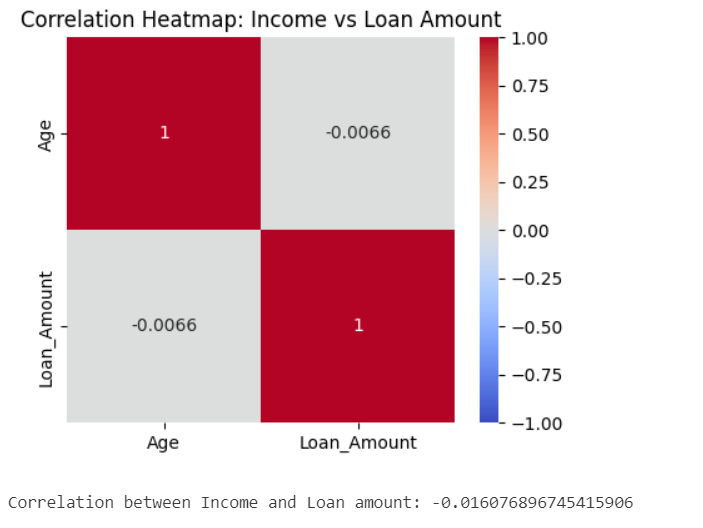 Correlation Heatmap: Income vs Loan Amount
Age
1
-0.0066
Loan_Amount
-0.0066
1
Age
Loan_Amount
1.00
0.75
0.50
0.25
0.00
−0.25
−0.50
−0.75
−1.00
Correlation between Income and Loan amount: -0.016076896745415906